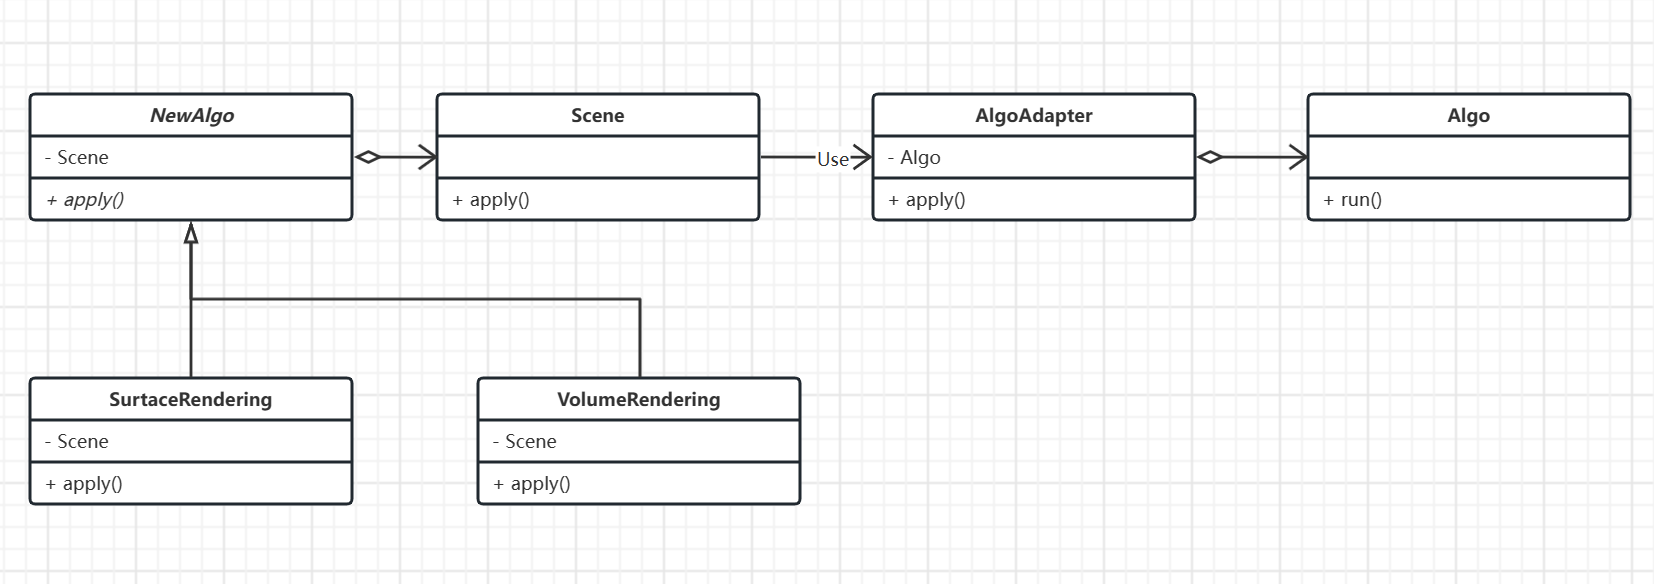 NewAlgo
- Scene
+ apply()
Scene
+ apply()
Use
AlgoAdapter
- Algo
+ apply()
Algo
+ run()
SurtaceRendering
- Scene
+ apply()
VolumeRendering
- Scene
+ apply()